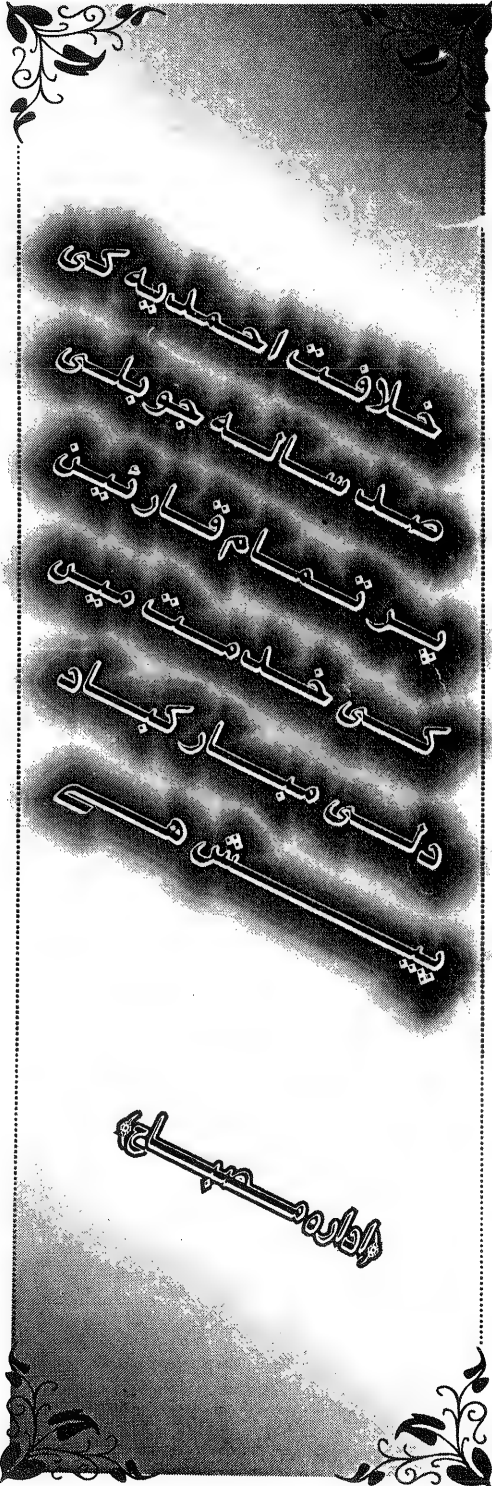 خلافت احمدیہ کی
صد سالہ جوبلی
پر تمام قارئین
کی خدمت میں
دلی مبارکباد
پیش ہے
﴿ادارہ مصباح﴾